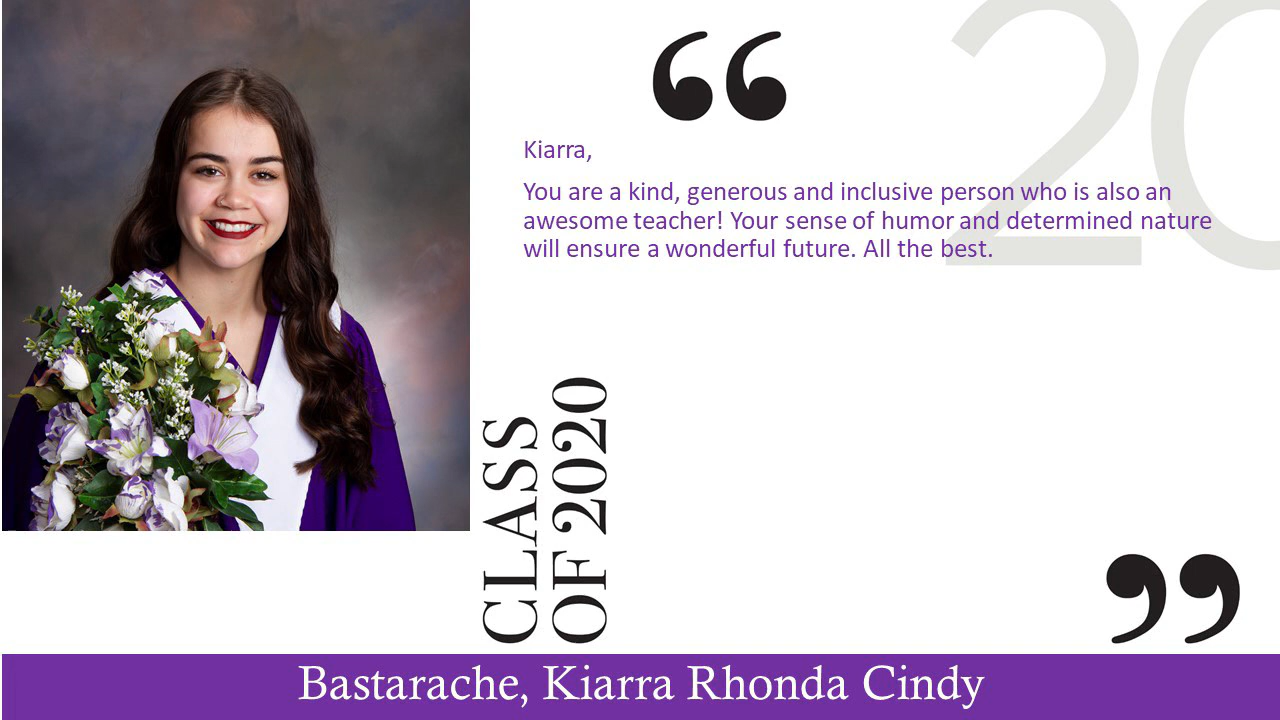 20
“
Kiarra,
You are a kind, generous and inclusive person who is also an
awesome teacher! Your sense of humor and determined nature
will ensure a wonderful future. All the best.
CLASS
OF 2020
”
Bastarache, Kiarra Rhonda Cindy